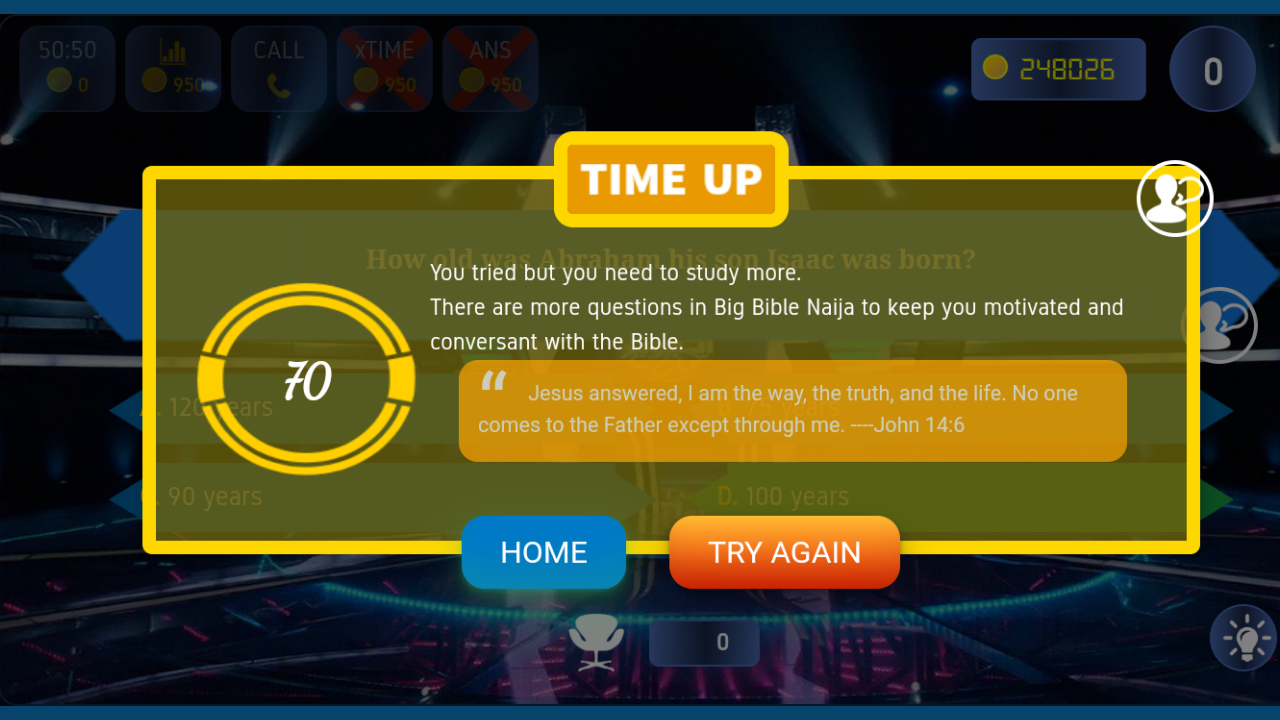 50:50
0
950
CALL
xTIME
950
ANS
950
248026
0
TIME UP
How old was Abraham his son Isaac was born?
You tried but you need to study more.
There are more questions in Big Bible Naija to keep you motivated and
conversant with the Bible.
70
“ Jesus answered, I am the way, the truth, and the life. No one
comes to the Father except through me. ----John 14:6
A. 120 years
B. 75 years
C. 90 years
D. 100 years
HOME
TRY AGAIN
0